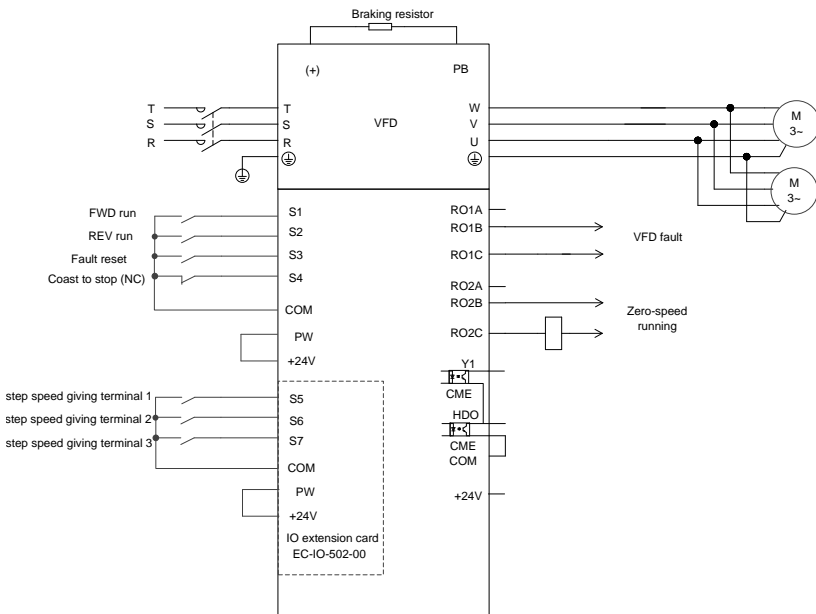 Braking resistor
(+)
PB
T
T
W
M
3~
S
S
VFD
V
R
R
U
M
3~
FWD run
S1
RO1A
REV run
S2
RO1B
VFD fault
Fault reset
S3
RO1C
Coast to stop (NC)
S4
RO2A
RO2B
COM
Zero-speed
running
PW
RO2C
+24V
Y1
CME
step speed giving terminal 1
S5
HDO
step speed giving terminal 2
S6
step speed giving terminal 3
S7
CME
COM
COM
PW
+24V
+24V
IO extension card
EC-IO-502-00